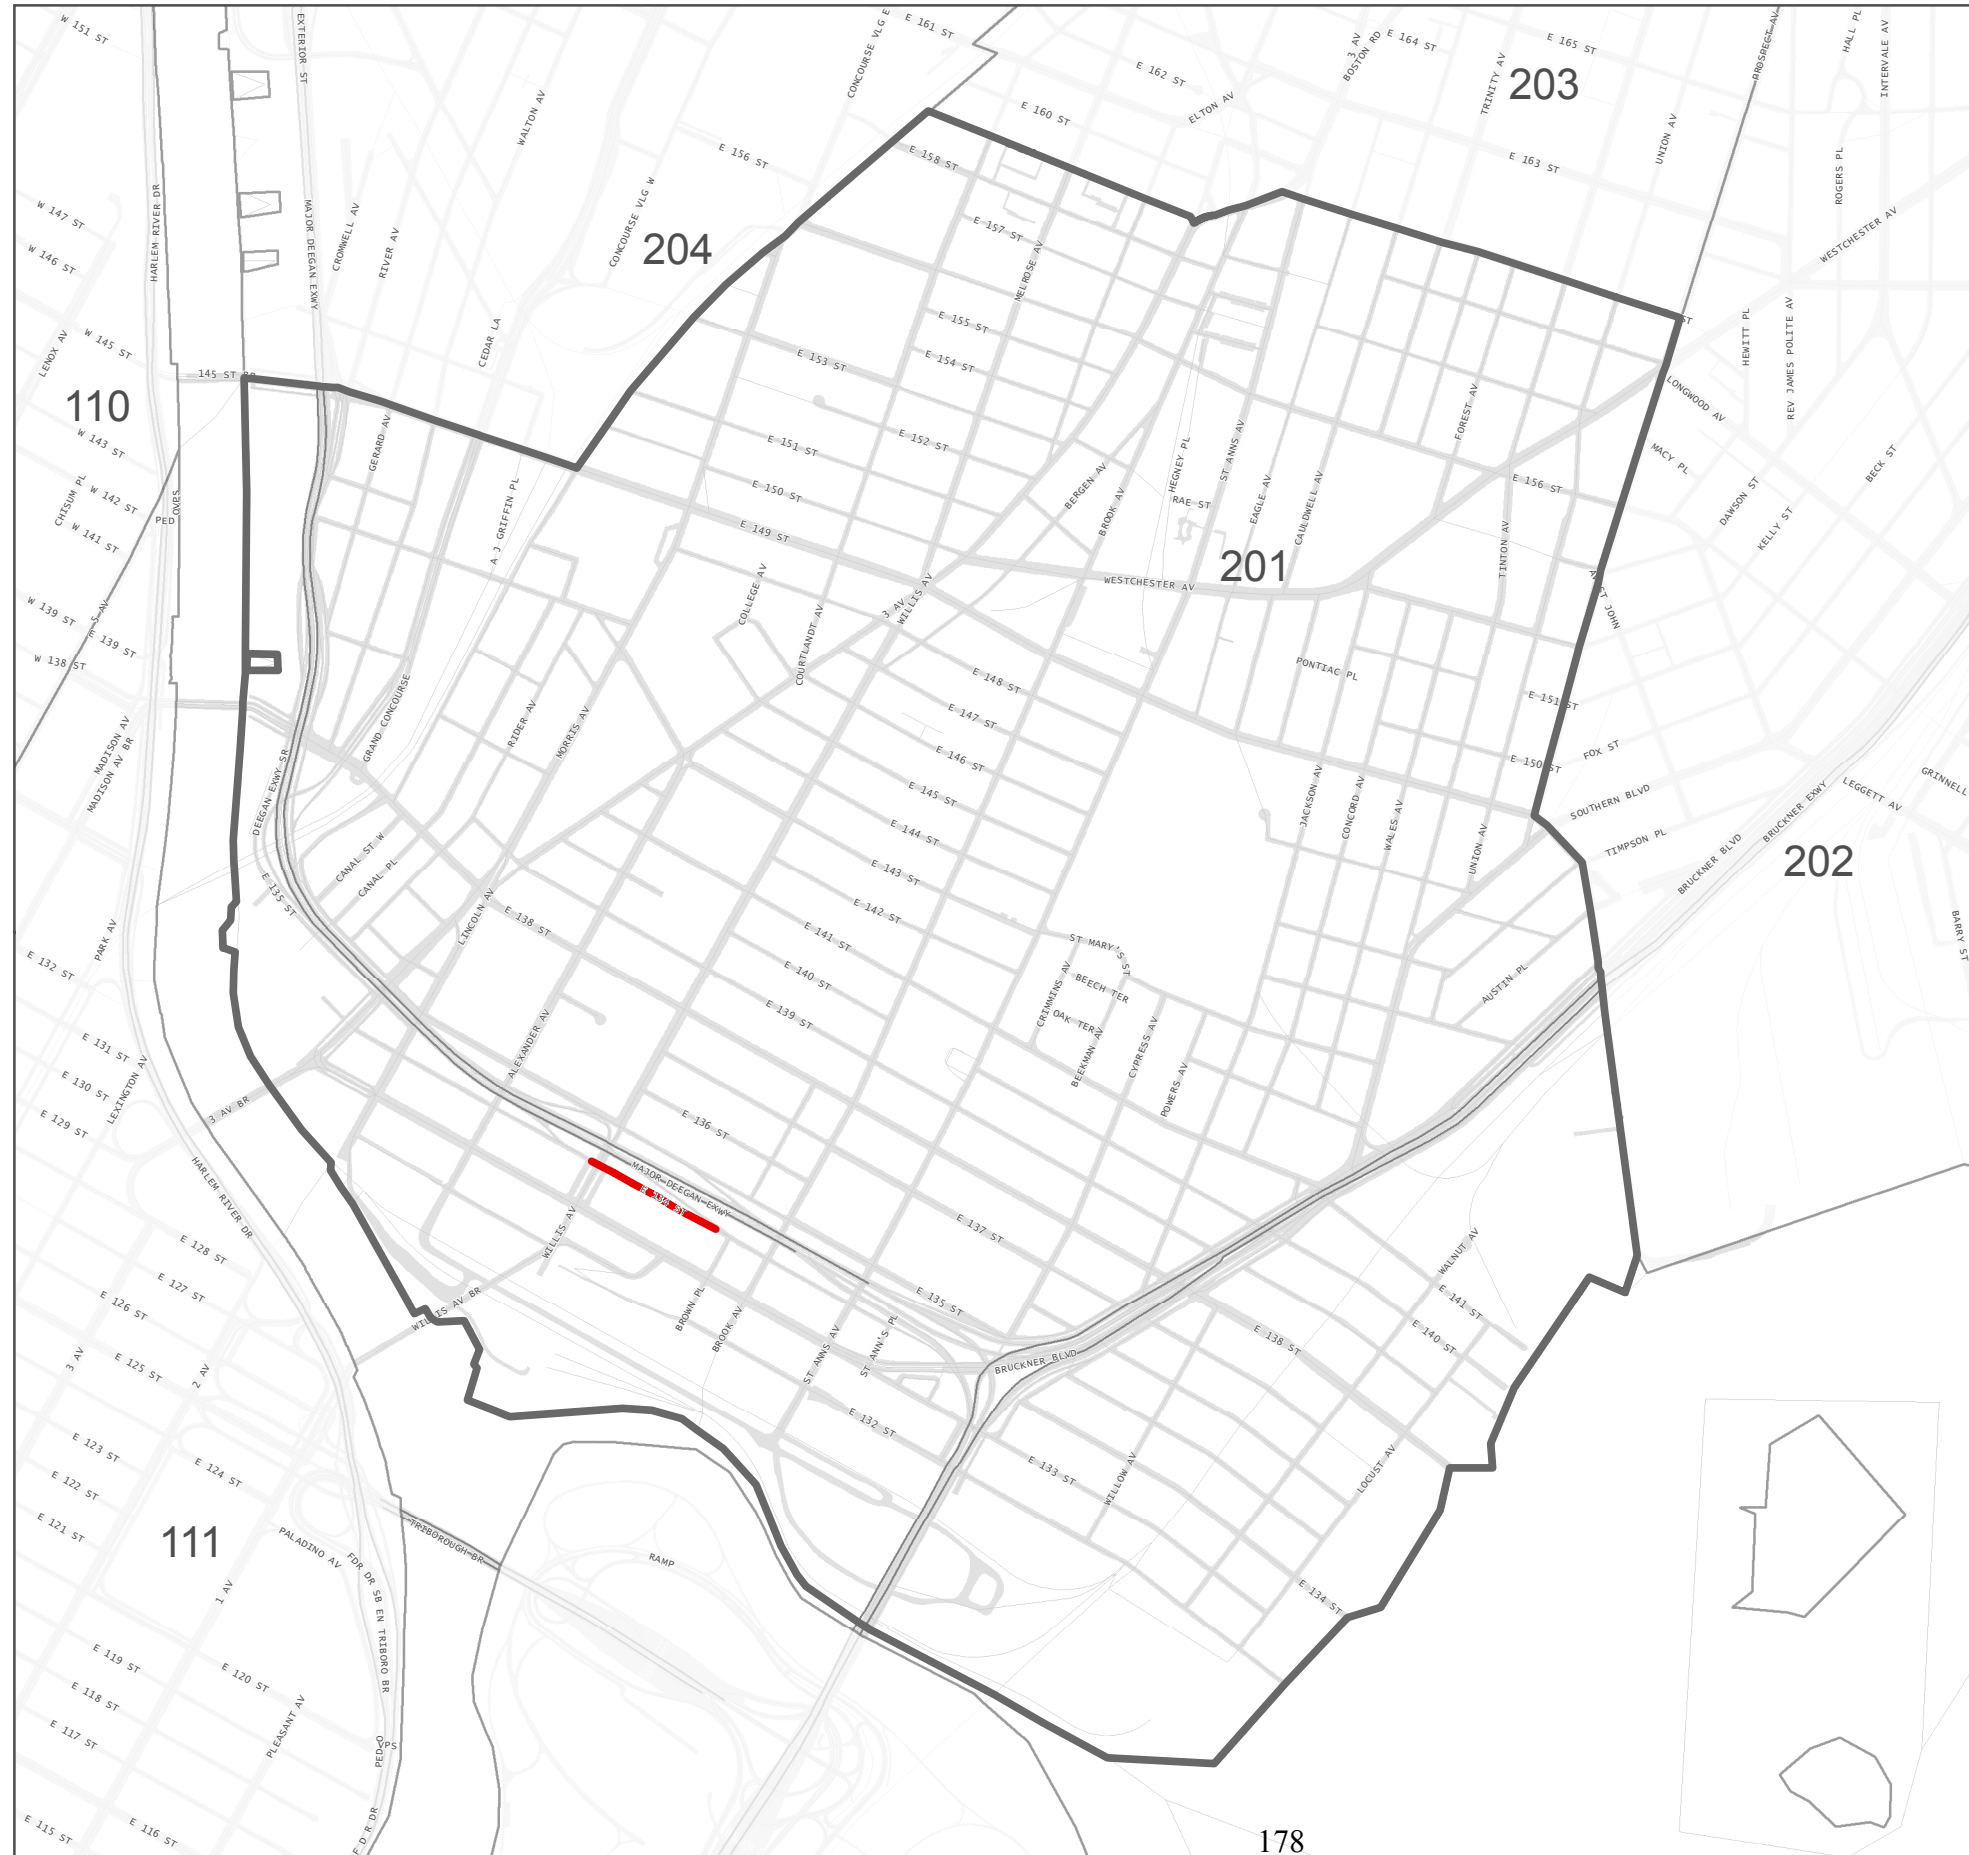 W 151 ST
EXTERIOR ST
CONCOURSE VLG E
E 161 ST
3 AV
BOSTON RD
E 164 ST
E 165 ST
PROSPECT AV
HALL PL
INTERVALE AV
203
E 162 ST
TRINITY AV
WALTON AV
E 160 ST
ELTON AV
UNION AV
E 156 ST
E 158 ST
E 163 ST
ROGERS PL
W 147 ST
HARLEM RIVER DR
MAJOR DEEGAN EXWY
CROMWELL AV
RIVER AV
CONCOURSE VLG W
204
E 157 ST
MELROSE AV
WESTCHESTER AV
W 146 ST
E 155 ST
ST
HEWITT PL
REV JAMES POLITE AV
W 145 ST
LENOX AV
CEDAR LA
E 153 ST
E 154 ST
145 ST BR
LONGWOOD AV
110
GERARD AV
FOREST AV
W 143 ST
E 151 ST
E 152 ST
MACY PL
BECK ST
CHISUM PL
W 142 ST
PED OVPS
A J GRIFFIN PL
E 150 ST
BERGEN AV
HEGNEY PL
ST ANNS AV
E 156 ST
DAWSON ST
RAE ST
EAGLE AV
CAULDWELL AV
BROOK AV
W 141 ST
E 149 ST
TINTON AV
KELLY ST
201
WESTCHESTER AV
COLLEGE AV
WILLIS AV
3 AV
AV ST JOHN
W 139 ST
5 AV
E 139 ST
COURTLANDT AV
W 138 ST
PONTIAC PL
E 148 ST
E 151 ST
GRAND CONCOURSE
RIDER AV
MORRIS AV
E 147 ST
MADISON AV
MADISON AV BR
E 146 ST
FOX ST
E 150 ST
DEEGAN EXWY SR
E 145 ST
JACKSON AV
CONCORD AV
WALES AV
SOUTHERN BLVD
LEGGETT AV
GRINNELL
BRUCKNER EXWY
E 144 ST
UNION AV
TIMPSON PL
BRUCKNER BLVD
202
CANAL ST W
CANAL PL
E 143 ST
E 135 ST
LINCOLN AV
E 138 ST
E 142 ST
E 141 ST
PARK AV
ST MARY'S ST
BARRY ST
E 132 ST
E 140 ST
CRIMMINS AV
BEECH TER
AUSTIN PL
E 139 ST
OAK TER
E 131 ST
ALEXANDER AV
BEEKMAN AV
CYPRESS AV
E 130 ST
LEXINGTON AV
POWERS AV
3 AV BR
E 129 ST
E 136 ST
HARLEM RIVER DR
MAJOR DEEGAN EXWY
E 134 ST
E 128 ST
WILLIS AV
E 137 ST
WALNUT AV
E 127 ST
E 126 ST
WILLIS AV BR
BROWN PL
BROOK AV
E 135 ST
E 141 ST
E 138 ST
E 140 ST
3 AV
E 125 ST
2 AV
ST ANNS AV
ST ANN'S PL
BRUCKNER BLVD
E 132 ST
E 123 ST
E 124 ST
E 133 ST
WILLOW AV
LOCUST AV
E 122 ST
E 121 ST
111
PALADINO AV
TRIBOROUGH BR
FDR DR SB EN TRIBORO BR
RAMP
1 AV
E 134 ST
E 119 ST
E 120 ST
E 118 ST
PLEASANT AV
E 117 ST
PED OVPS
E 115 ST
E 116 ST
F D R DR
178